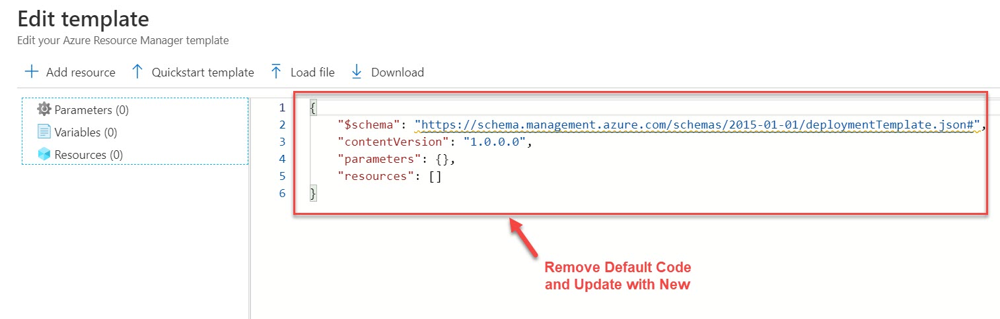 Edit template
Edit your Azure Resource Manager template
Add resource Quickstart template Load file Download
Parameters (0)
Variables (0)
Resources (0)
1 {
2 "$schema": "https://schema.management.azure.com/schemas/2015-01-01/deploymentTemplate.json#",
3 "contentVersion": "1.0.0.0",
4 "parameters": {},
5 "resources": []
6 }
Remove Default Code
and Update with New